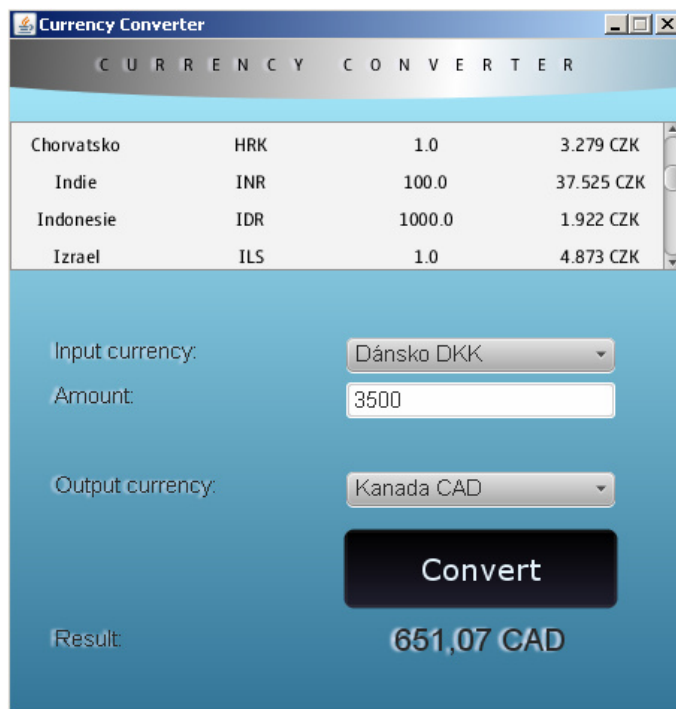 Currency Converter
CURRENCY CONVERTER
Chorvatsko HRK 1.0 3.279 CZK
Indie INR 100.0 37.525 CZK
Indonesie IDR 1000.0 1.922 CZK
Izrael ILS 1.0 4.873 CZK
Input currency: Dánsko DKK
Amount: 3500
Output currency: Kanada CAD
Convert
Result: 651,07 CAD